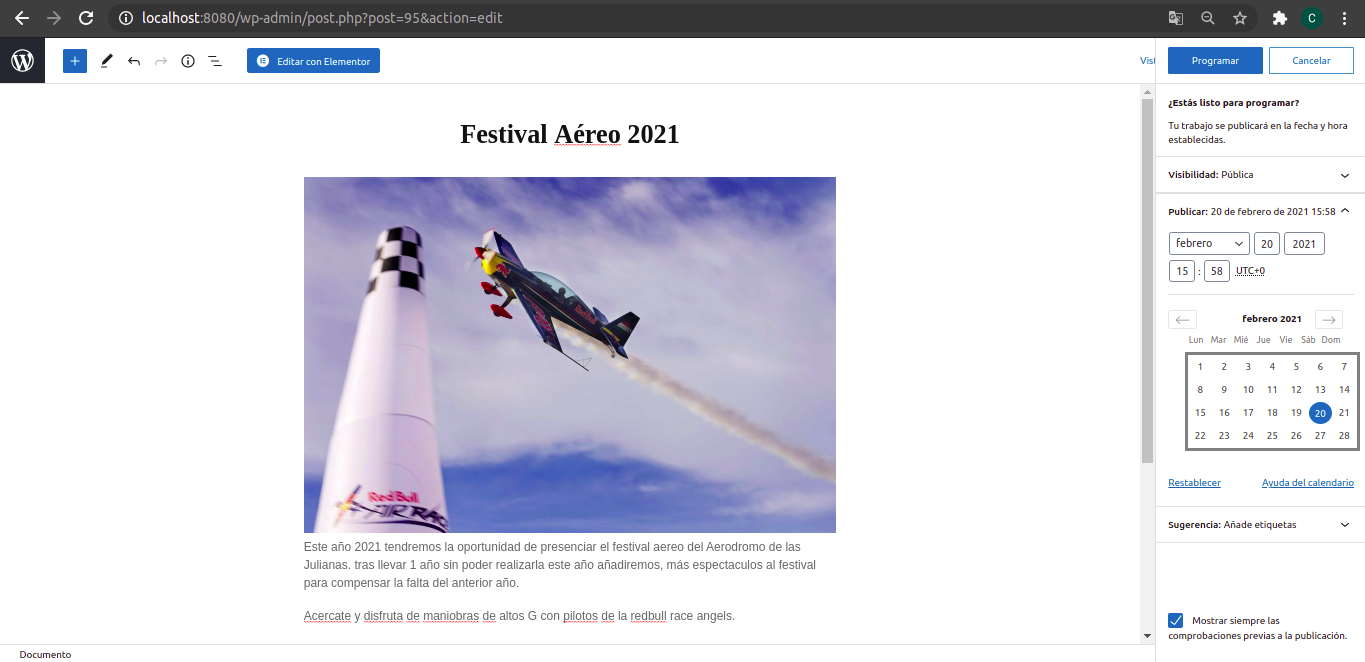 localhost:8080/wp-admin/post.php?post=95&action=edit
C
Editar con Elementor
Programar
Cancelar
¿Estás listo para programar?
Tu trabajo se publicará en la fecha y hora
establecidas.
Visibilidad: Pública
Publicar: 20 de febrero de 2021 15:58
febrero
20
2021
15 : 58 UTC+0
febrero 2021
Lun Mar Mié Jue Vie Sáb Dom
1 2 3 4 5 6 7
8 9 10 11 12 13 14
15 16 17 18 19 20 21
22 23 24 25 26 27 28
Restablecer
Ayuda del calendario
Sugerencia: Añade etiquetas
Mostrar siempre las
comprobaciones previas a la publicación.
Festival Aéreo 2021
Red Bull
AIR RAC
Este año 2021 tendremos la oportunidad de presenciar el festival aereo del Aerodromo de las
Julianas. tras llevar 1 año sin poder realizarla este año añadiremos, más espectaculos al festival
para compensar la falta del anterior año.
Acercate y disfruta de maniobras de altos G con pilotos de la redbull race angels.
Documento